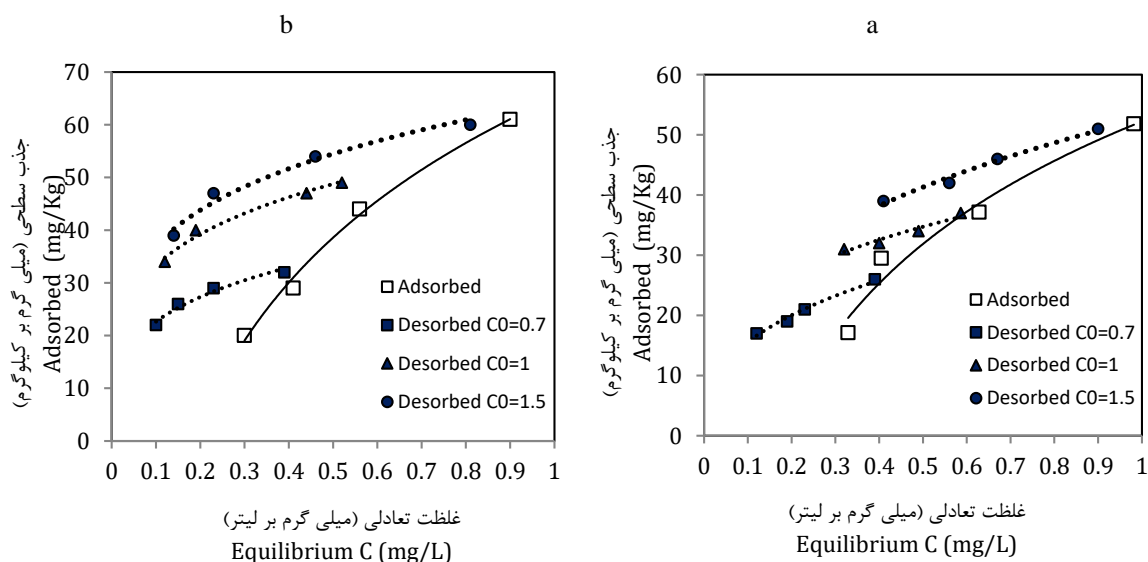 b
a
70
60
50
40
30
20
10
0
0 0.1 0.2 0.3 0.4 0.5 0.6 0.7 0.8 0.9 1
جذب سطحی (میلی گرم بر کیلوگرم)
Adsorbed (mg/Kg)
Adsorbed
Desorbed C0=0.7
Desorbed C0=1
Desorbed C0=1.5
غلظت تعادلی (میلی گرم بر لیتر)
Equilibrium C (mg/L)
60
50
40
30
20
10
0
0 0.1 0.2 0.3 0.4 0.5 0.6 0.7 0.8 0.9 1
جذب سطحی (میلی گرم بر کیلوگرم)
Adsorbed (mg/Kg)
Adsorbed
Desorbed C0=0.7
Desorbed C0=1
Desorbed C0=1.5
غلظت تعادلی (میلی گرم بر لیتر)
Equilibrium C (mg/L)